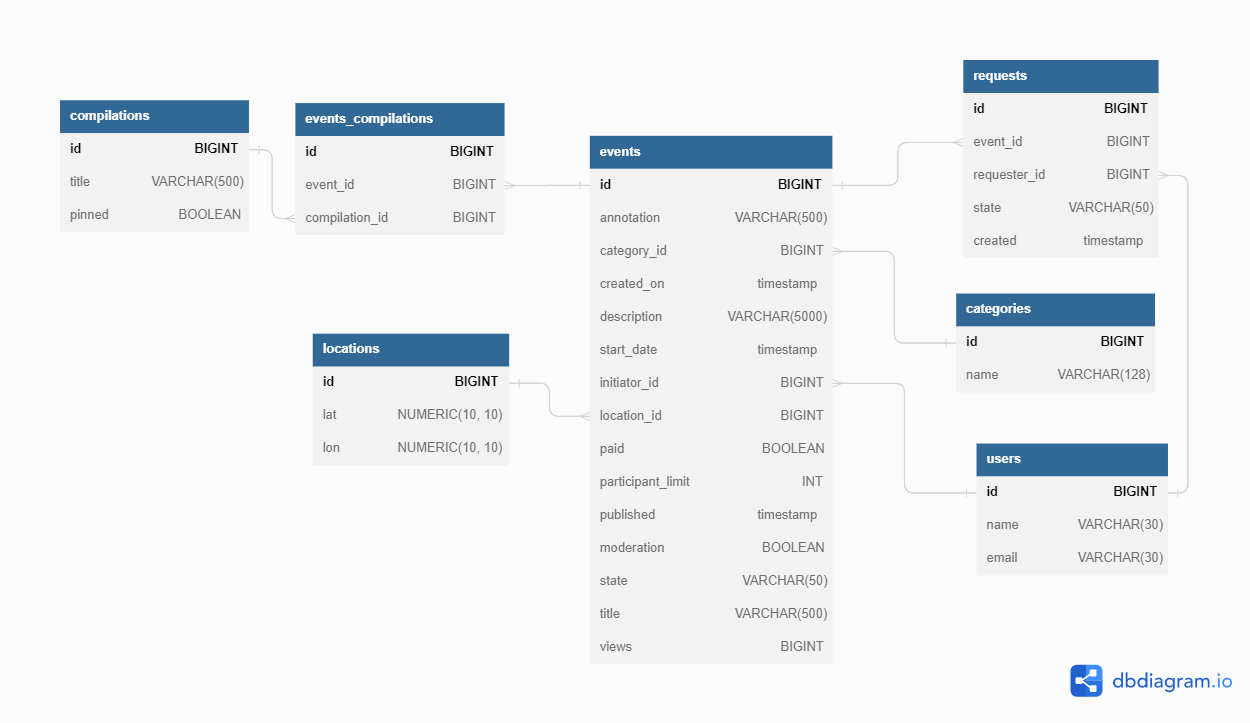 compilations
id BIGINT
title VARCHAR(500)
pinned BOOLEAN
events_compilations
id BIGINT
event_id BIGINT
compilation_id BIGINT
locations
id BIGINT
lat NUMERIC(10, 10)
lon NUMERIC(10, 10)
events
id BIGINT
annotation VARCHAR(500)
category_id BIGINT
created_on timestamp
description VARCHAR(5000)
start_date timestamp
initiator_id BIGINT
location_id BIGINT
paid BOOLEAN
participant_limit INT
published timestamp
moderation BOOLEAN
state VARCHAR(50)
title VARCHAR(500)
views BIGINT
requests
id BIGINT
event_id BIGINT
requester_id BIGINT
state VARCHAR(50)
created timestamp
categories
id BIGINT
name VARCHAR(128)
users
id BIGINT
name VARCHAR(30)
email VARCHAR(30)
dbdiagram.io